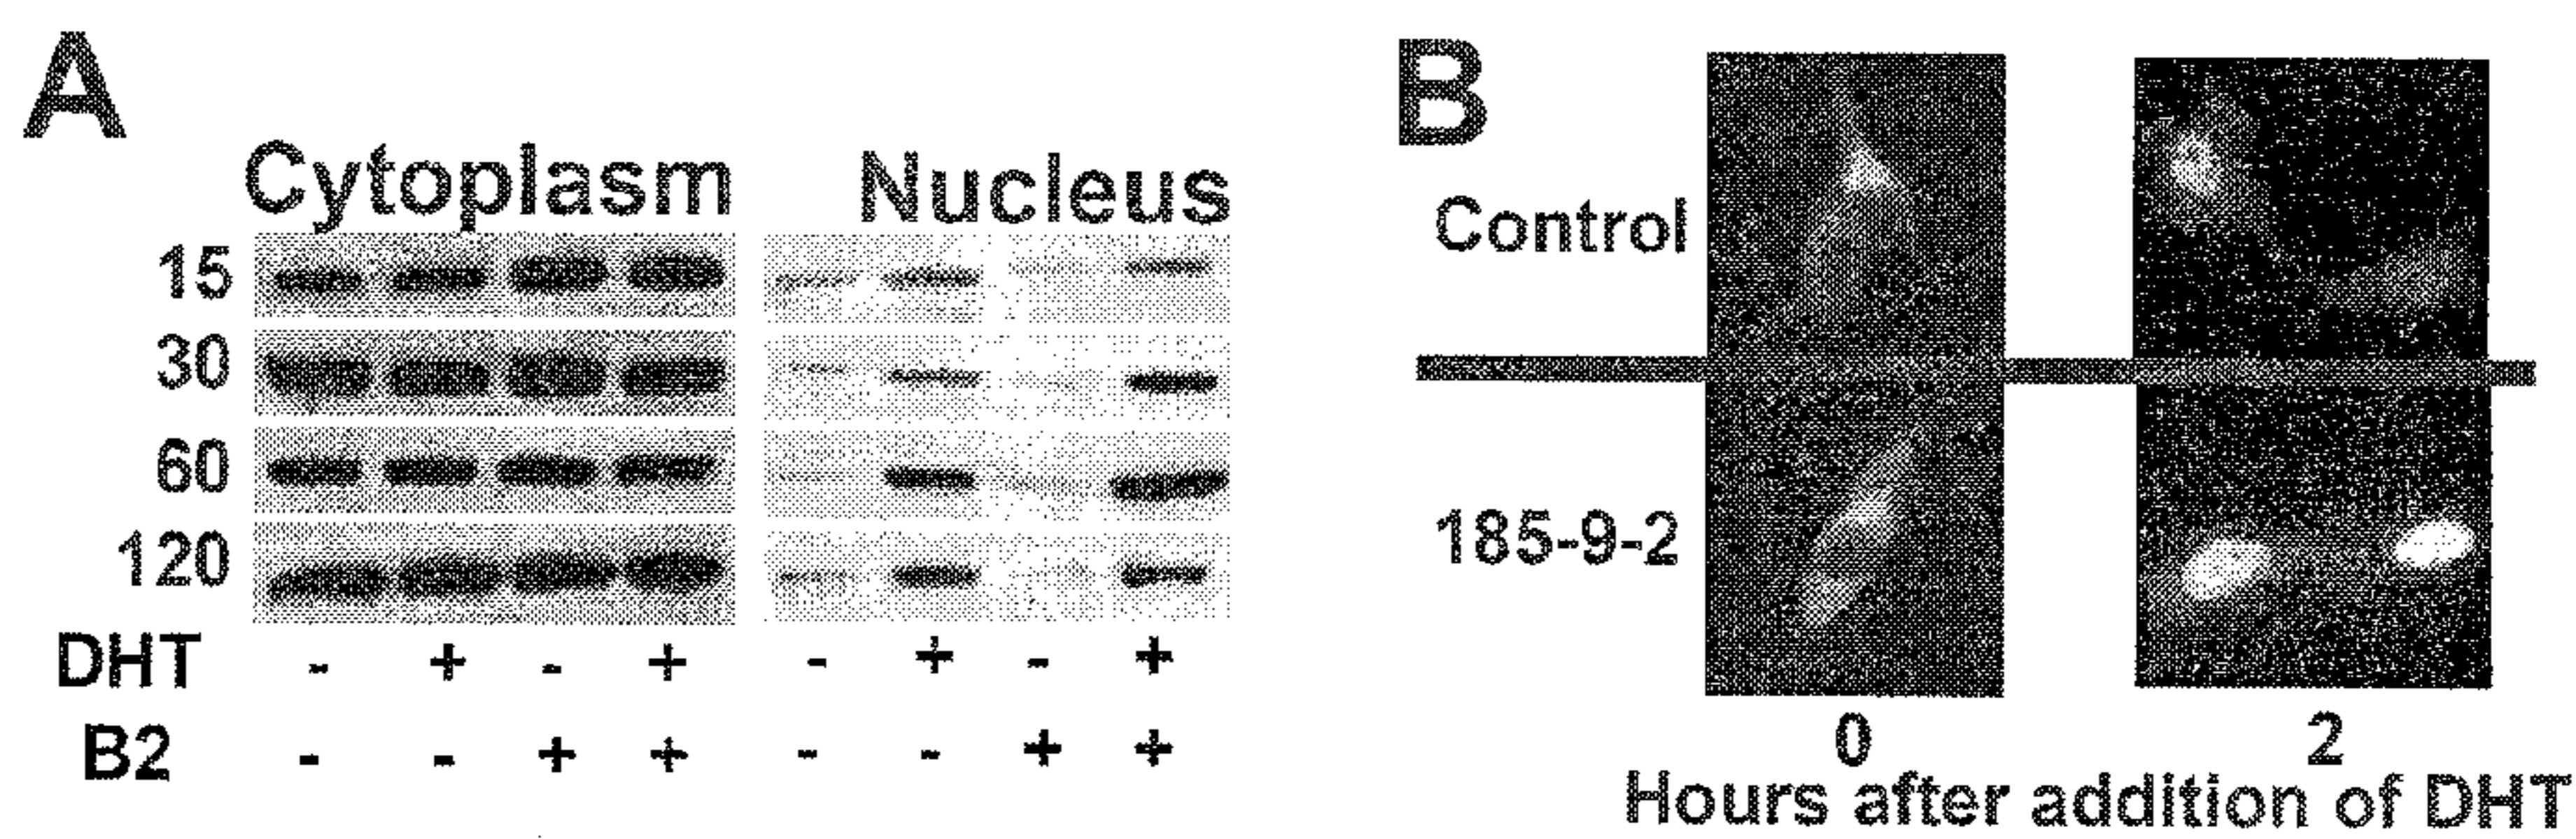 A
Cytoplasm Nucleus
15
30
60
120
DHT - + - + - + - +
B2 - - + + - - + +
B
Control
185-9-2
0 2
Hours after addition of DHT